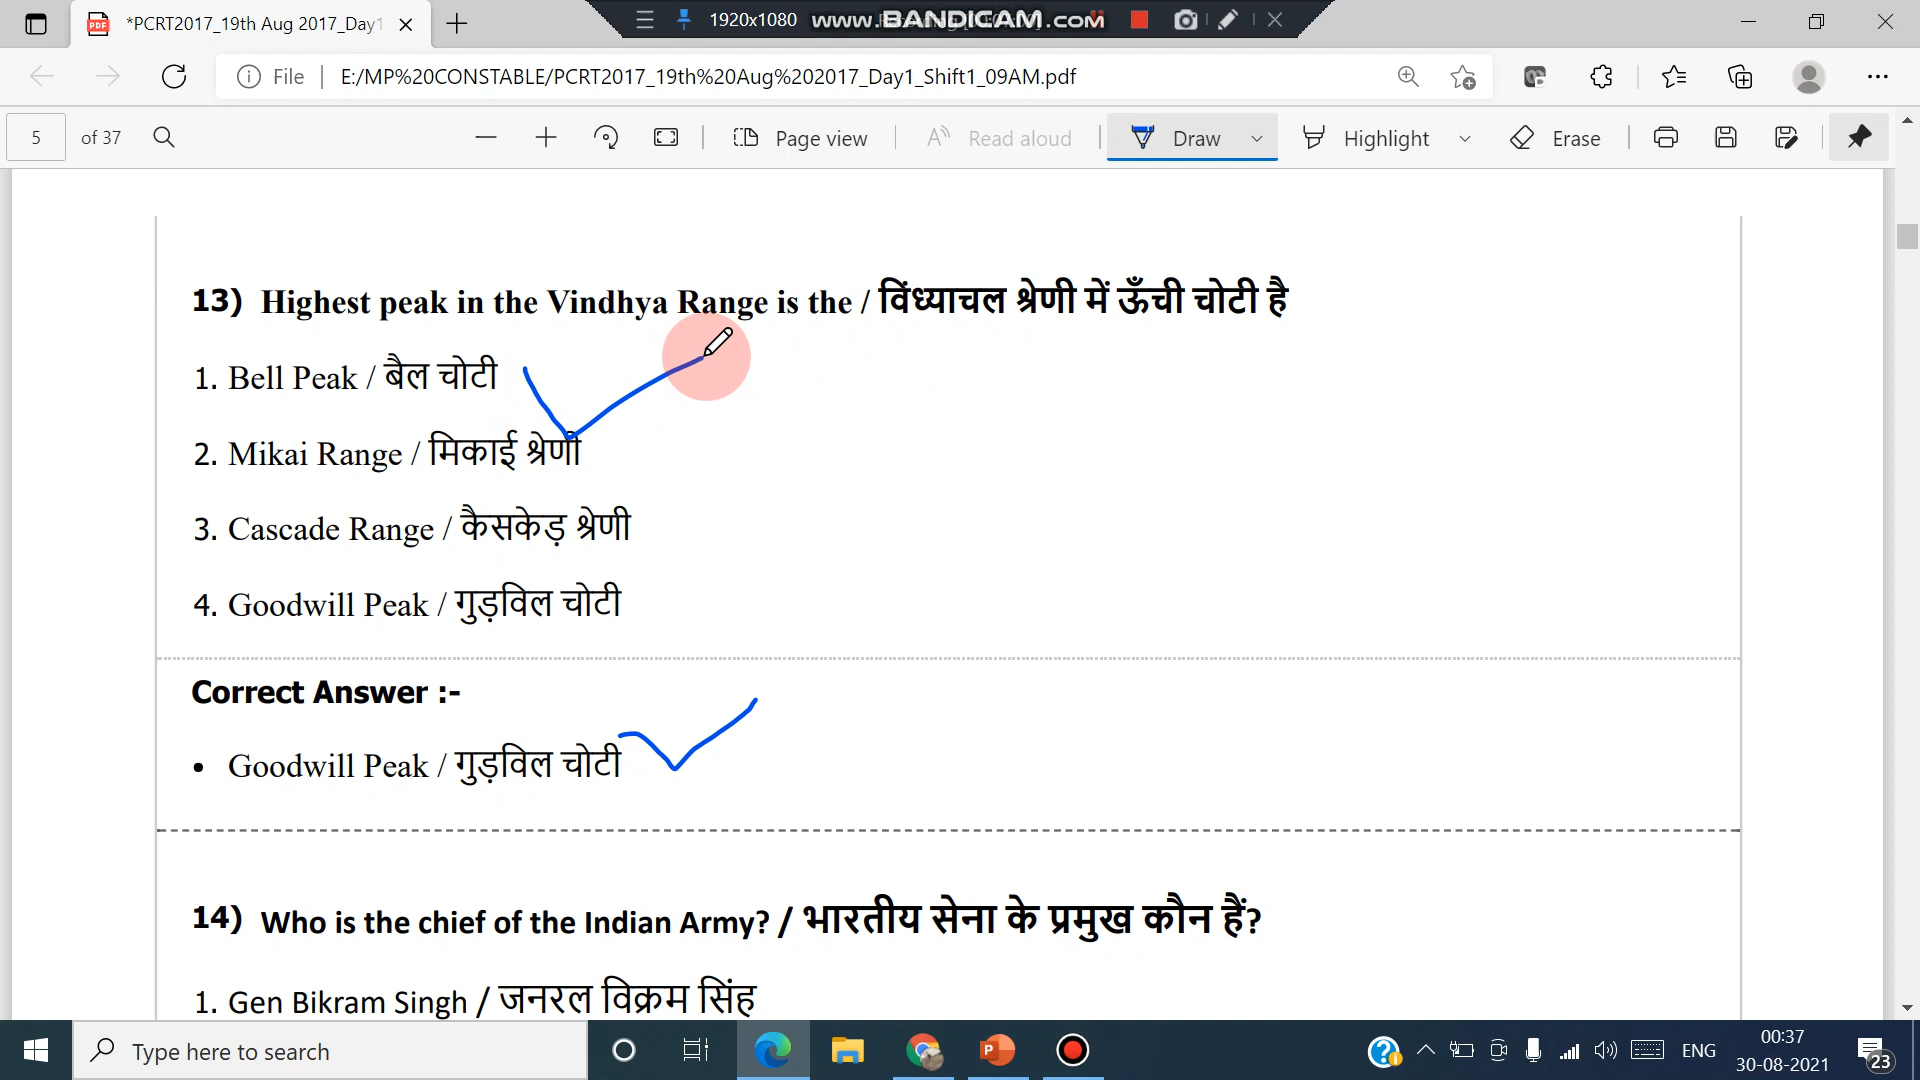 *PCRT2017_19th Aug 2017_Day1
1920x1080
www.BANDICAM.com
File
E:/MP%20CONSTABLE/PCRT2017_19th%20Aug%202017_Day1_Shift1_09AM.pdf
5 of 37
Page view
Read aloud
Draw
Highlight
Erase
13) Highest peak in the Vindhya Range is the / विंध्याचल श्रेणी में ऊँची चोटी है
1. Bell Peak / बैल चोटी
2. Mikai Range / मिकाई श्रेणी
3. Cascade Range / कैसकेड़ श्रेणी
4. Goodwill Peak / गुड़विल चोटी
Correct Answer :-
• Goodwill Peak / गुड़विल चोटी
14) Who is the chief of the Indian Army? / भारतीय सेना के प्रमुख कौन हैं?
1. Gen Bikram Singh / जनरल विक्रम सिंह
Type here to search
ENG
00:37
30-08-2021
23